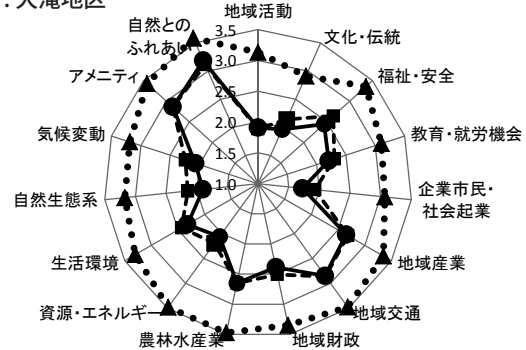 ：大滝地区
地域活動
文化・伝統
福祉・安全
教育・就労機会
企業市民・
社会起業
地域産業
地域交通
地域財政
農林水産業
資源・エネルギー
生活環境
自然生態系
気候変動
アメニティ
自然との
ふれあい
3.5
3.0
2.5
2.0
1.5
1.0